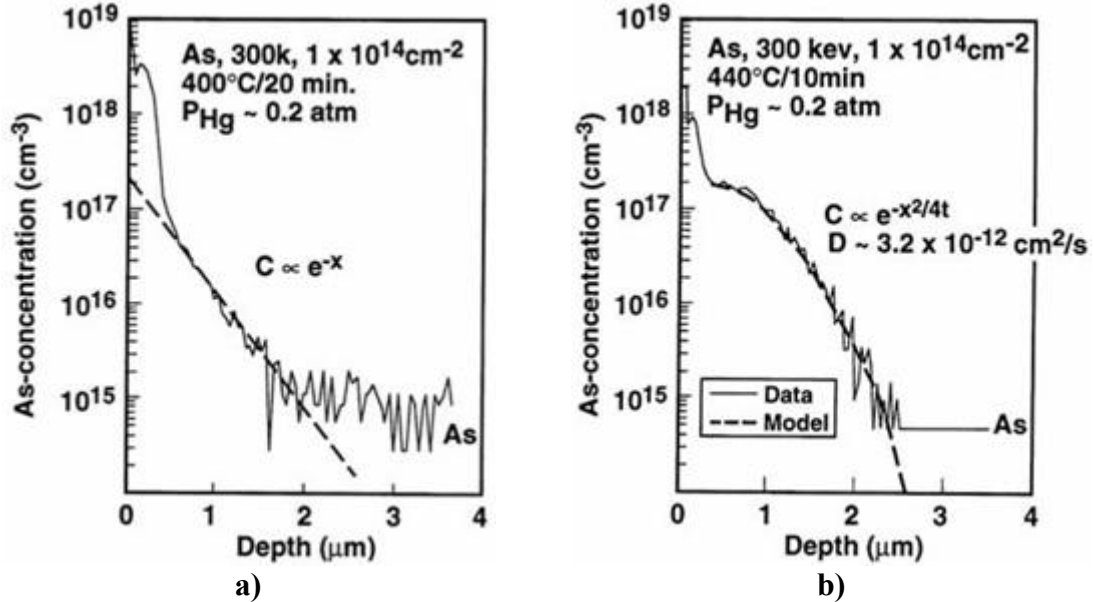 10^19
10^18
10^17
10^16
10^15
As-concentration (cm^-3)
As, 300k, 1 x 10^14cm^-2
400°C/20 min.
P_Hg ~ 0.2 atm
C ∝ e^-x
As
0 1 2 3 4
Depth (μm)
a)
10^19
10^18
10^17
10^16
10^15
As-concentration (cm^-3)
As, 300 kev, 1 x 10^14cm^-2
440°C/10min
P_Hg ~ 0.2 atm
C ∝ e^-x2/4t
D ~ 3.2 x 10^-12 cm^2/s
Data
Model
As
0 1 2 3 4
Depth (μm)
b)